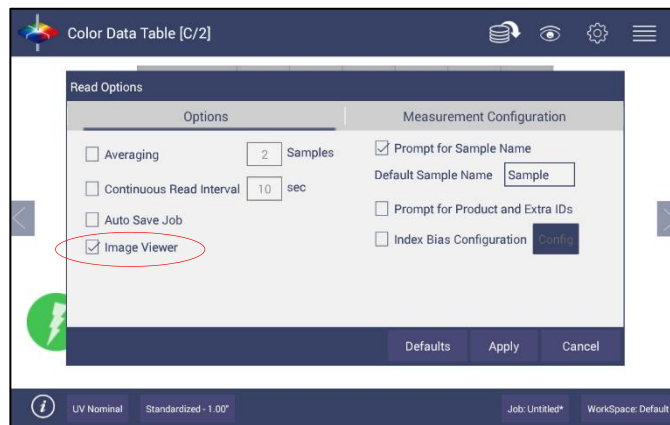 Color Data Table [C/2]
Read Options
Options
Measurement Configuration
Averaging 2 Samples
Continuous Read Interval 10 sec
Auto Save Job
Image Viewer
Prompt for Sample Name
Default Sample Name Sample
Prompt for Product and Extra IDs
Index Bias Configuration Config
Defaults Apply Cancel
i UV Nominal Standardized - 1.00" Job: Untitled* WorkSpace: Default